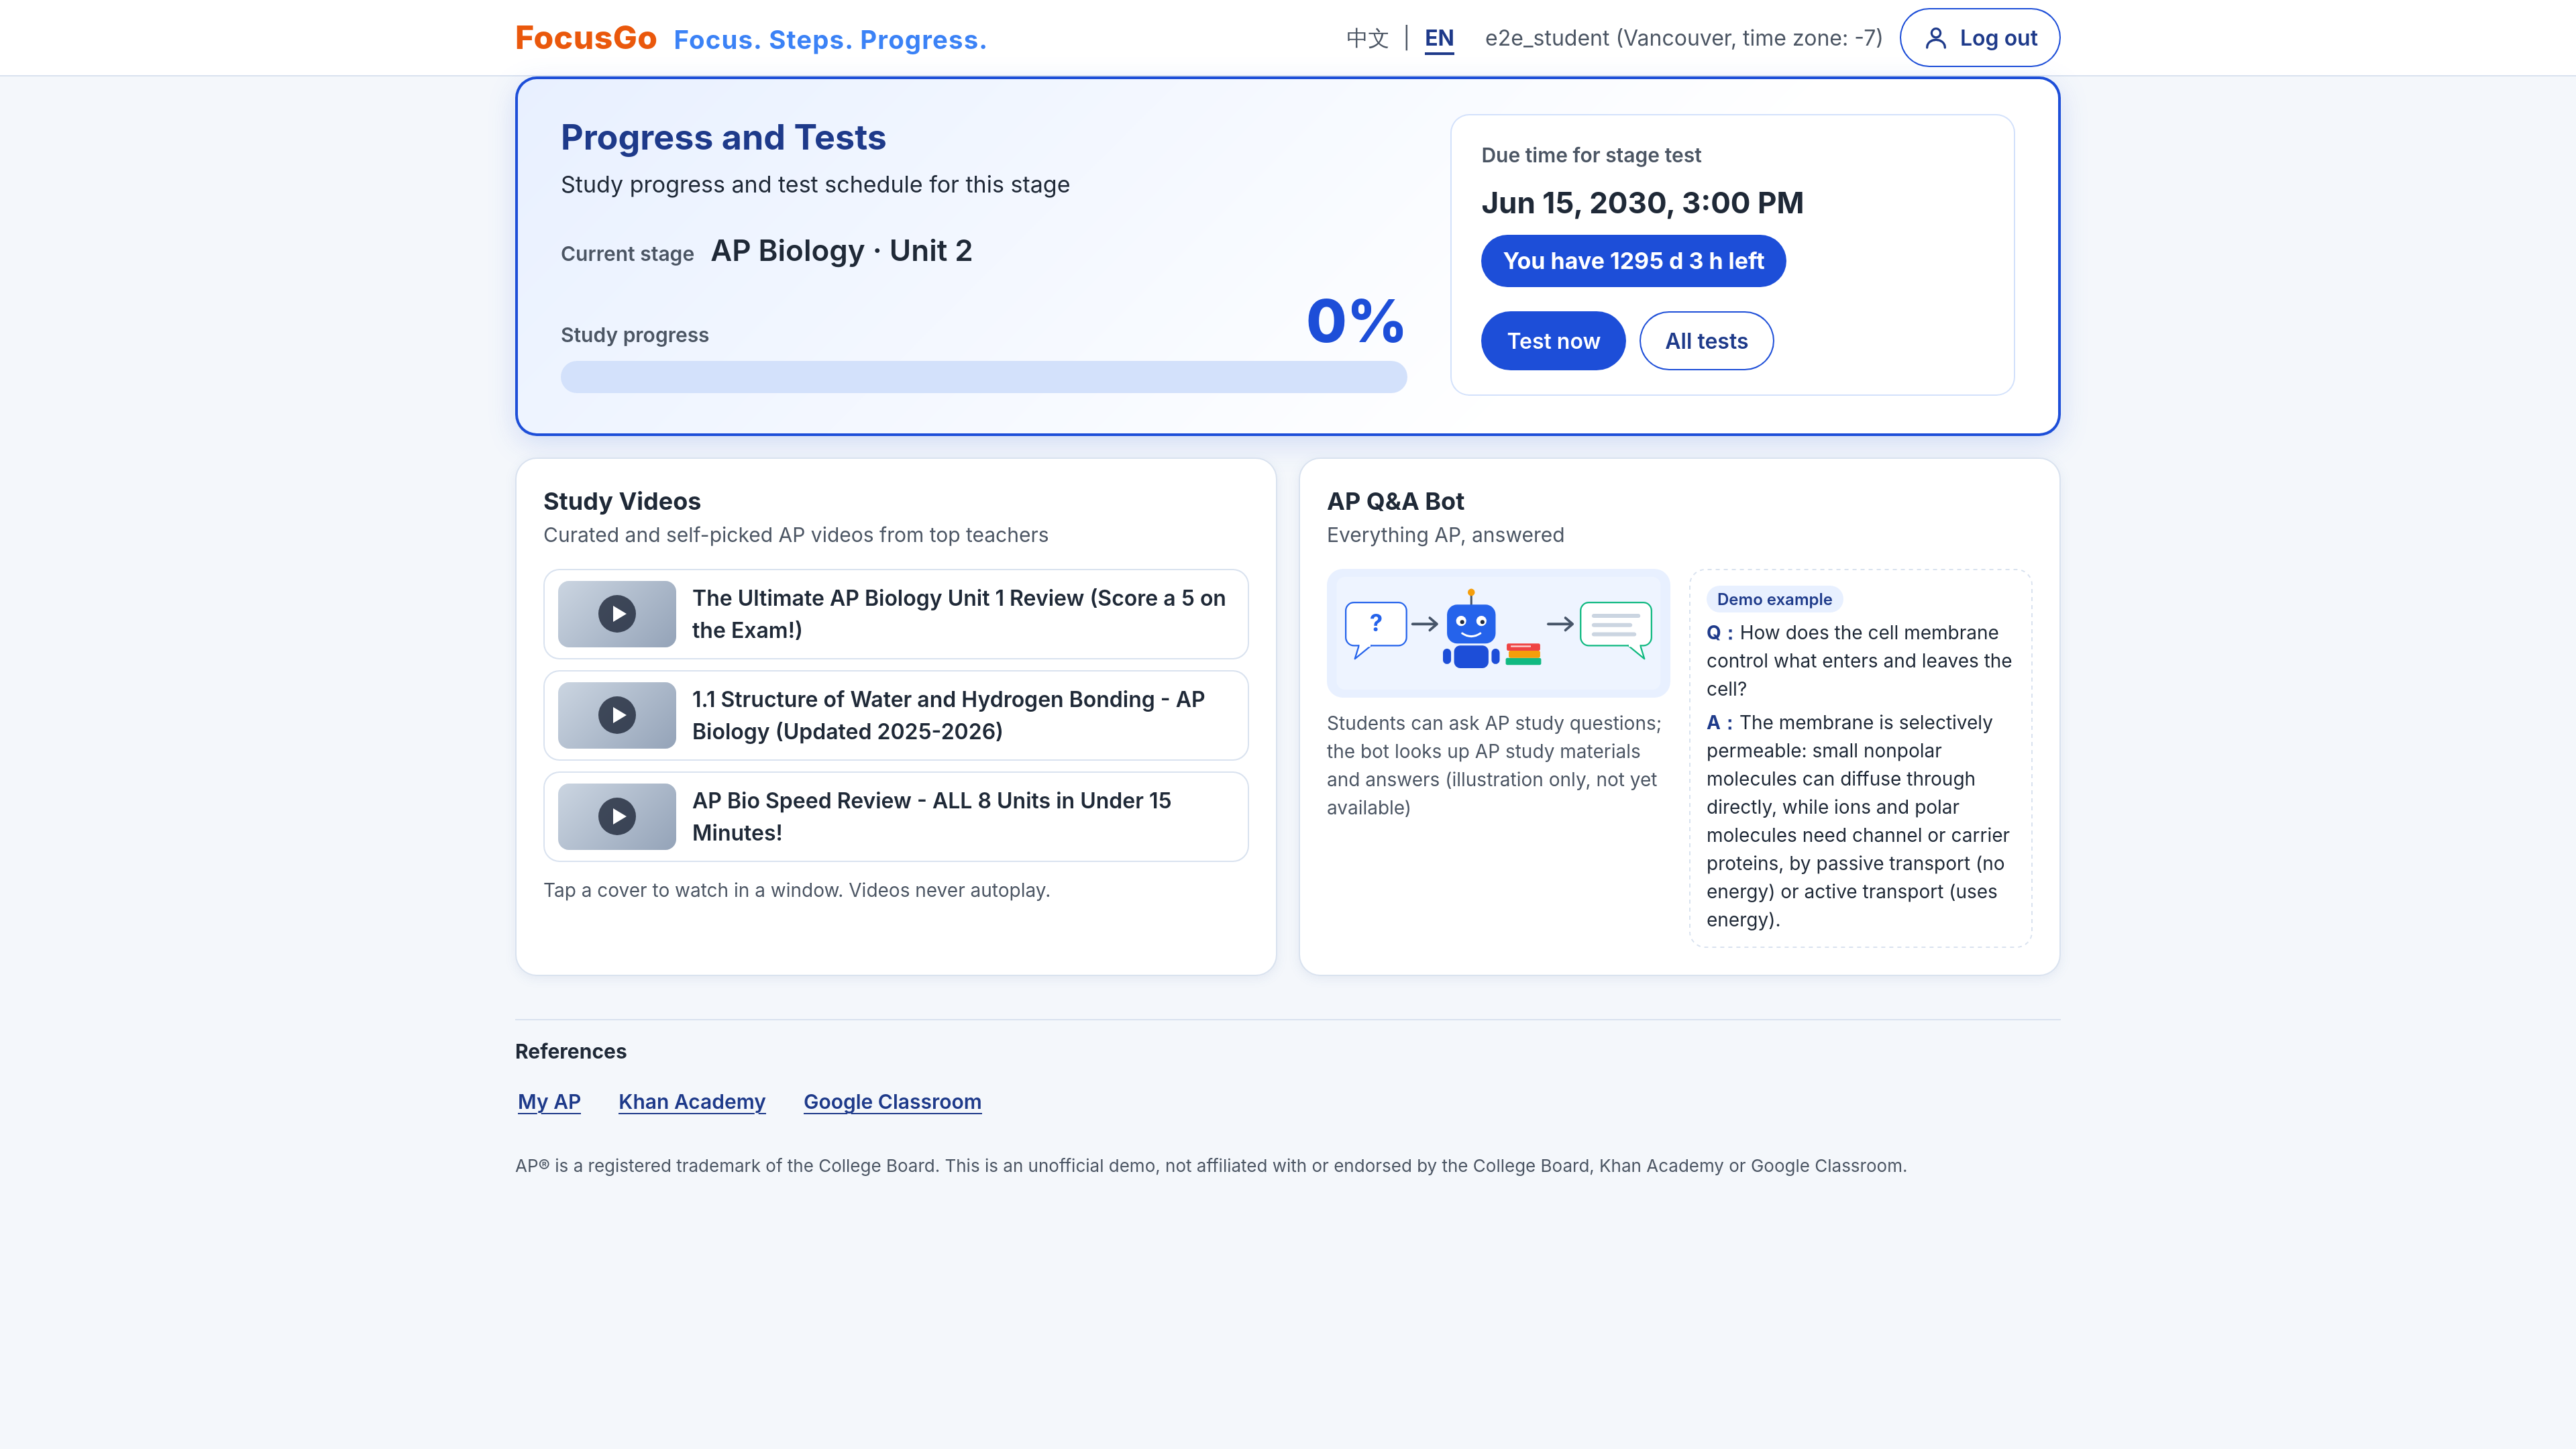 FocusGo Focus. Steps. Progress.
中文 | EN e2e_student (Vancouver, time zone: -7) Log out
Progress and Tests
Study progress and test schedule for this stage
Current stage AP Biology · Unit 2
Study progress 0%
Due time for stage test
Jun 15, 2030, 3:00 PM
You have 1295 d 3 h left
Test now All tests
Study Videos
Curated and self-picked AP videos from top teachers
The Ultimate AP Biology Unit 1 Review (Score a 5 on
the Exam!)
1.1 Structure of Water and Hydrogen Bonding - AP
Biology (Updated 2025-2026)
AP Bio Speed Review - ALL 8 Units in Under 15
Minutes!
Tap a cover to watch in a window. Videos never autoplay.
AP Q&A Bot
Everything AP, answered
?
Students can ask AP study questions;
the bot looks up AP study materials
and answers (illustration only, not yet
available)
Demo example
Q：How does the cell membrane
control what enters and leaves the
cell?
A：The membrane is selectively
permeable: small nonpolar
molecules can diffuse through
directly, while ions and polar
molecules need channel or carrier
proteins, by passive transport (no
energy) or active transport (uses
energy).
References
My AP Khan Academy Google Classroom
AP® is a registered trademark of the College Board. This is an unofficial demo, not affiliated with or endorsed by the College Board, Khan Academy or Google Classroom.